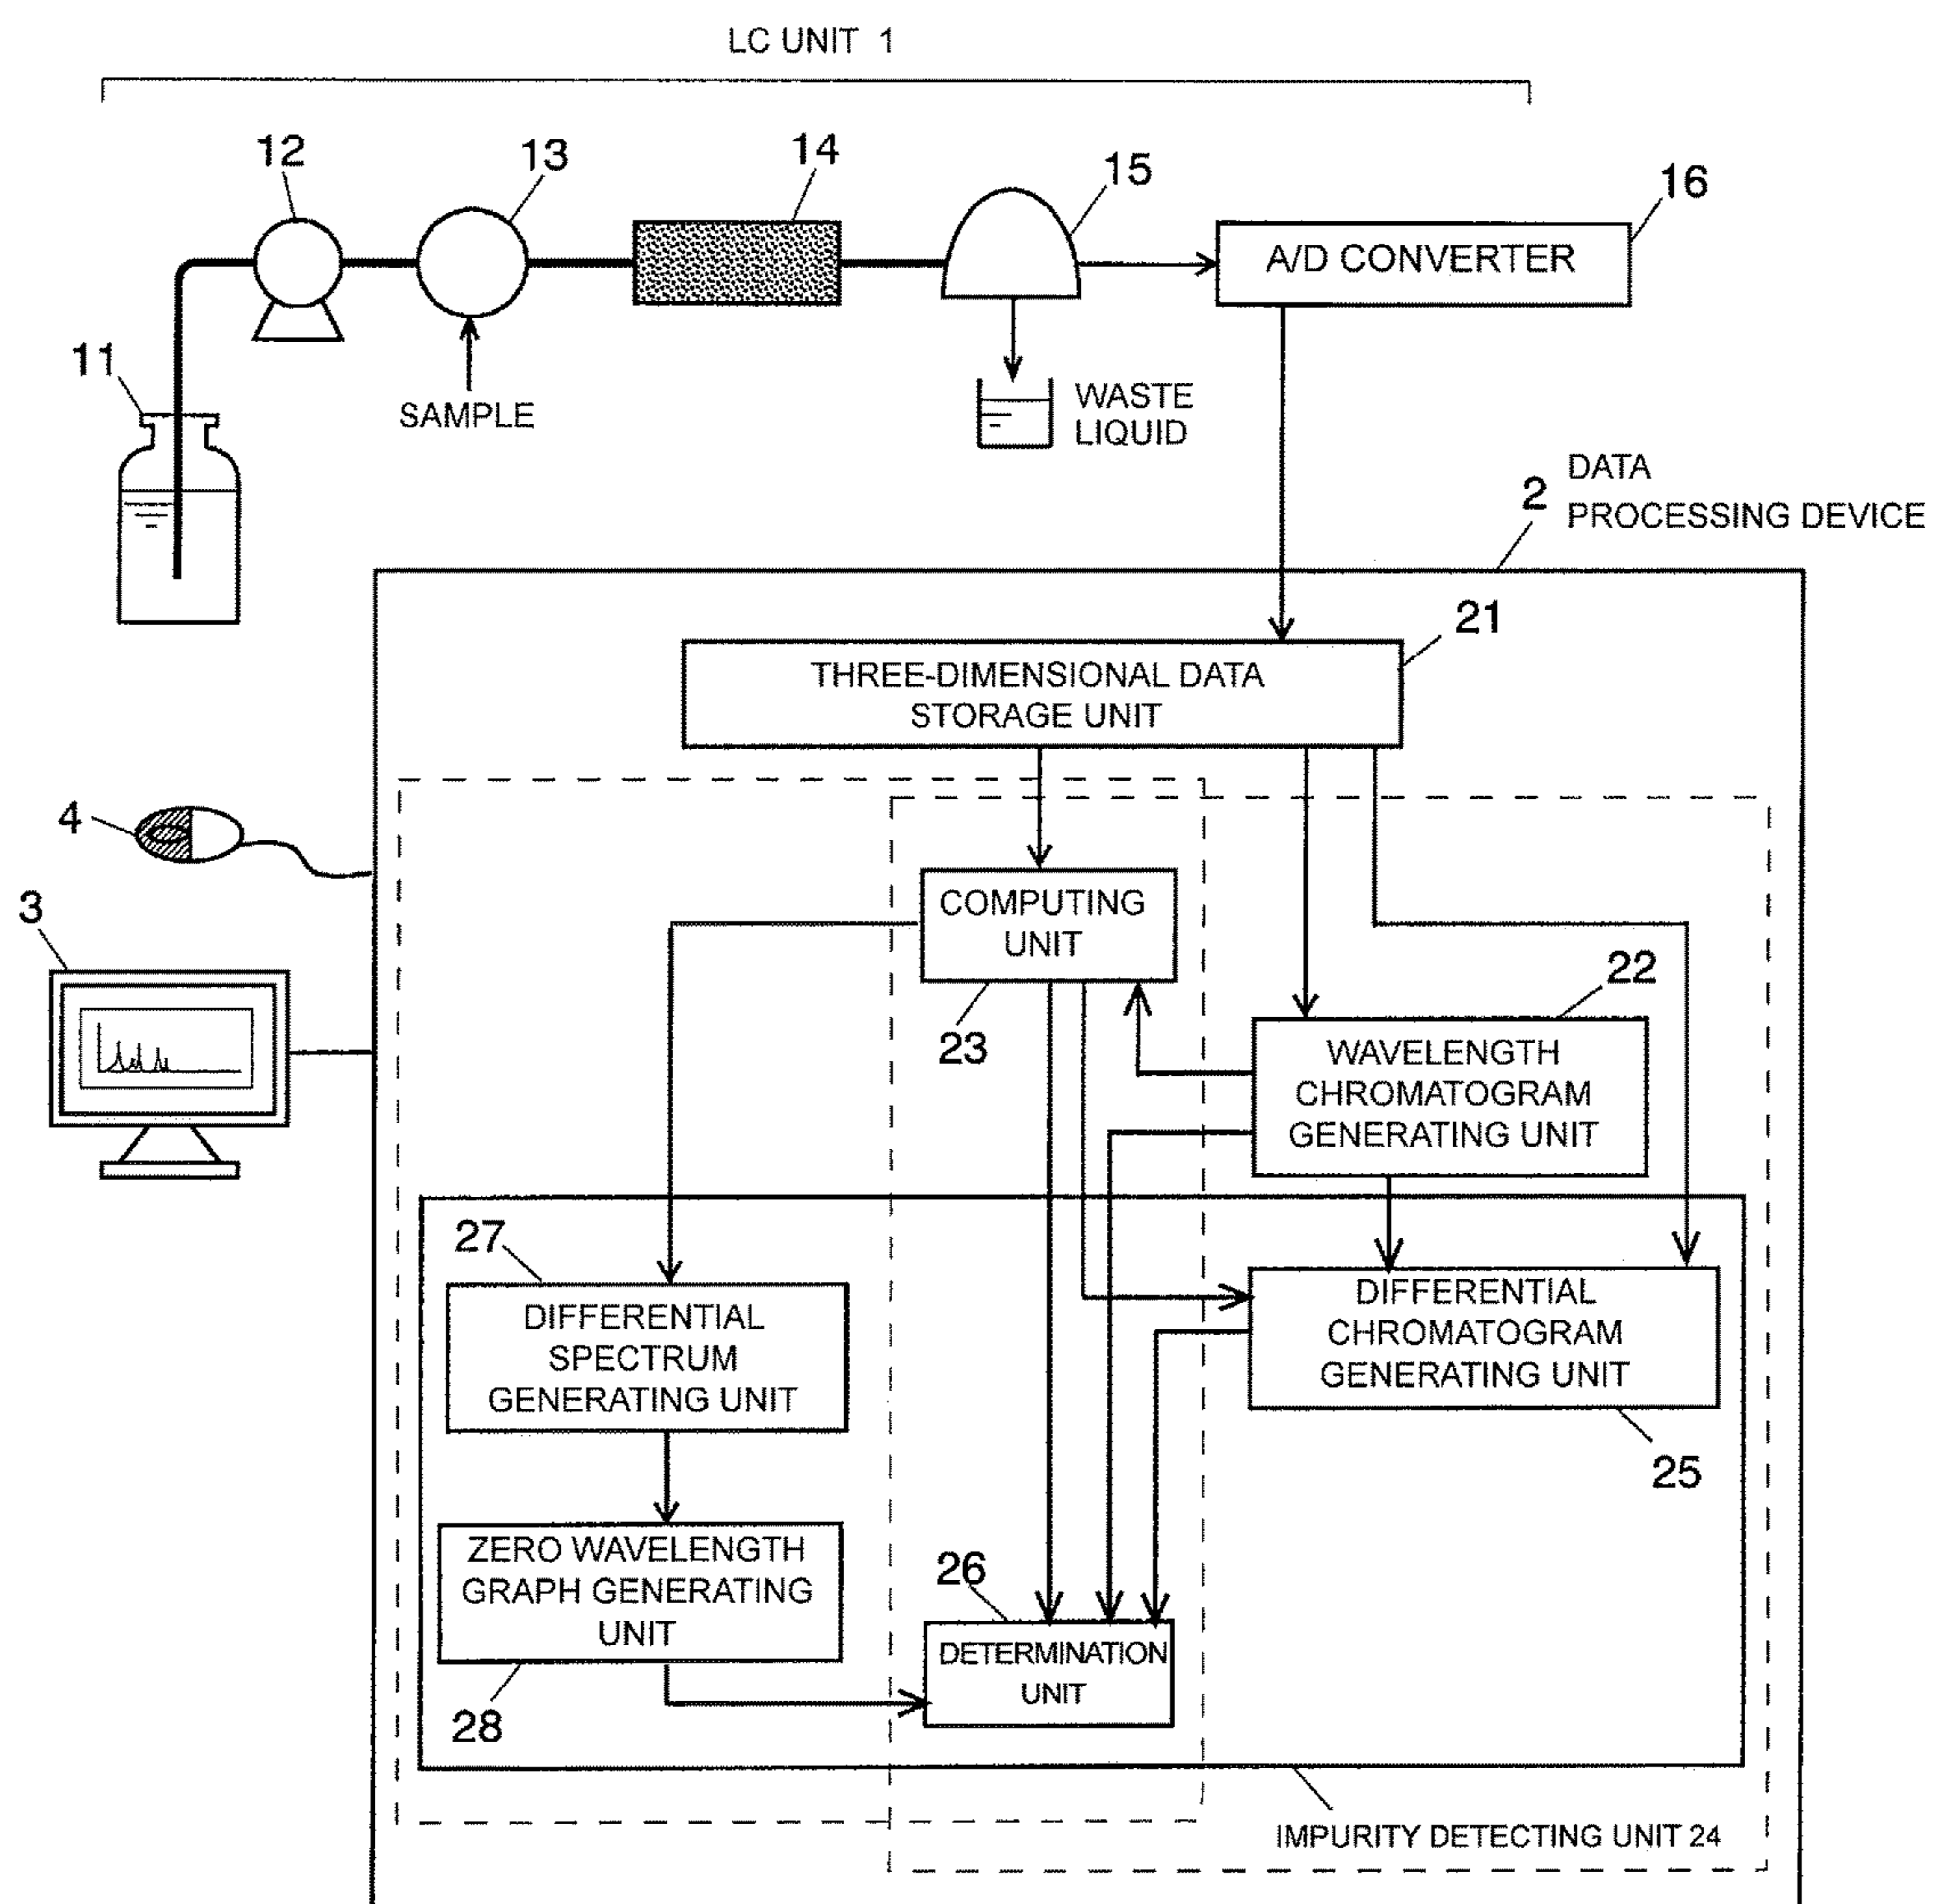 LC UNIT 1
12
13
14
15
16
A/D CONVERTER
11
SAMPLE
WASTE
LIQUID
2
DATA
PROCESSING DEVICE
21
THREE-DIMENSIONAL DATA
STORAGE UNIT
4
3
COMPUTING
UNIT
23
22
WAVELENGTH
CHROMATOGRAM
GENERATING UNIT
27
DIFFERENTIAL
SPECTRUM
GENERATING UNIT
DIFFERENTIAL
CHROMATOGRAM
GENERATING UNIT
25
ZERO WAVELENGTH
GRAPH GENERATING
UNIT
28
26
DETERMINATION
UNIT
IMPURITY DETECTING UNIT 24